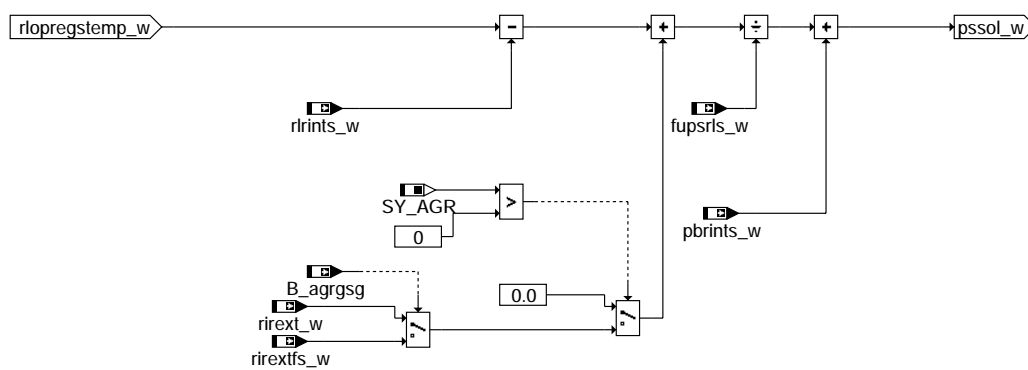 rlopregstemp_w
pssol_w
rlrints_w
fupsrls_w
SY_AGR
>
0
pbrints_w
B_agrgsg
0.0
rirext_w
rirextfs_w